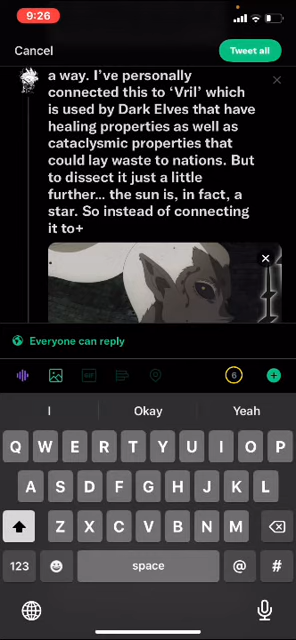 9:26
Cancel
Tweet all
a way. I've personally
connected this to ‘Vril’ which
is used by Dark Elves that have
healing properties as well as
cataclysmic properties that
could lay waste to nations. But
to dissect it just a little
further... the sun is, in fact, a
star. So instead of connecting
it to+
Everyone can reply
GIF
6
I Okay Yeah
Q W E R T Y U I O P
A S D F G H J K L
Z X C V B N M
123 space @ #